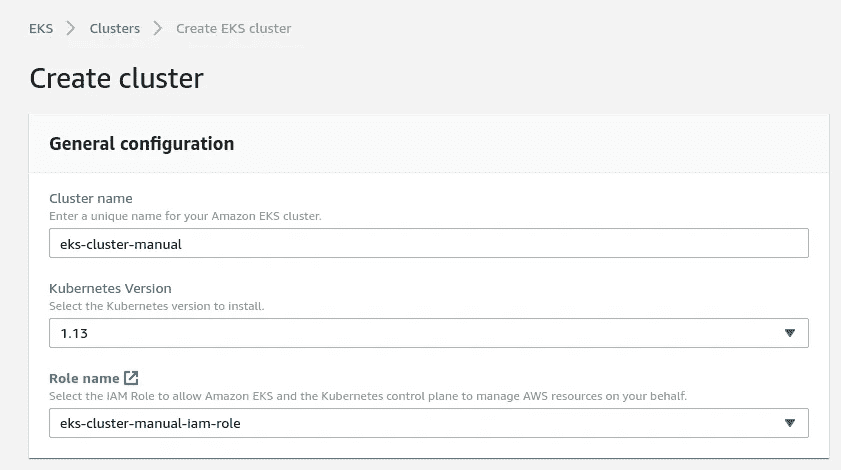 EKS > Clusters > Create EKS cluster
Create cluster
General configuration
Cluster name
Enter a unique name for your Amazon EKS cluster.
eks-cluster-manual
Kubernetes Version
Select the Kubernetes version to install.
1.13
Role name
Select the IAM Role to allow Amazon EKS and the Kubernetes control plane to manage AWS resources on your behalf.
eks-cluster-manual-iam-role